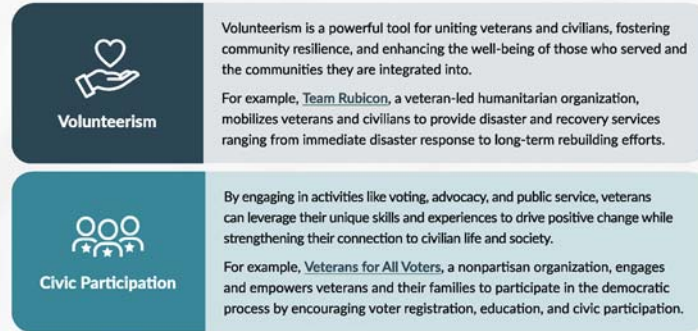 Volunteerism is a powerful tool for uniting veterans and civilians, fostering
community resilience, and enhancing the well-being of those who served and
the communities they are integrated into.
For example, Team Rubicon, a veteran-led humanitarian organization,
mobilizes veterans and civilians to provide disaster and recovery services
ranging from immediate disaster response to long-term rebuilding efforts.
Volunteerism
By engaging in activities like voting, advocacy, and public service, veterans
can leverage their unique skills and experiences to drive positive change while
strengthening their connection to civilian life and society.
For example, Veterans for All Voters, a nonpartisan organization, engages
and empowers veterans and their families to participate in the democratic
process by encouraging voter registration, education, and civic participation.
Civic Participation